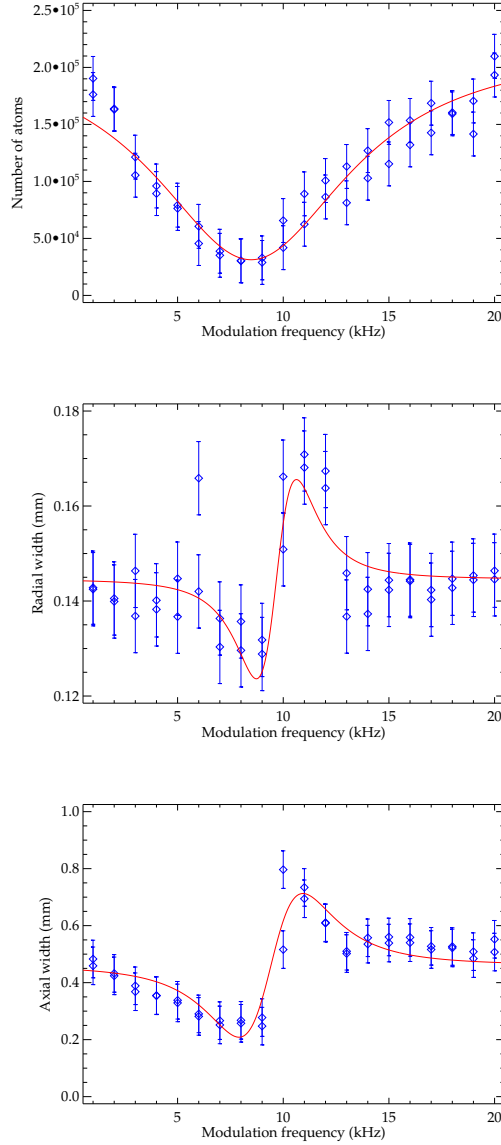 2.5•10⁵
2.0•10⁵
1.5•10⁵
1.0•10⁵
5.0•10⁴
0
Number of atoms
5 10 15 20
Modulation frequency (kHz)
0.18
0.16
0.14
0.12
Radial width (mm)
5 10 15 20
Modulation frequency (kHz)
1.0
0.8
0.6
0.4
0.2
0.0
Axial width (mm)
5 10 15 20
Modulation frequency (kHz)